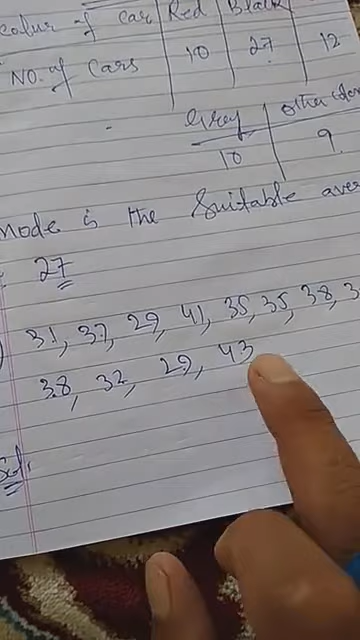 colur of car Red Black
NO. of Cars 10 27 12
Grey Other color
10 9
mode is the Suitable aver
27
31, 37, 29, 41, 35, 35, 38, 3
38, 32, 29, 43
Sol: